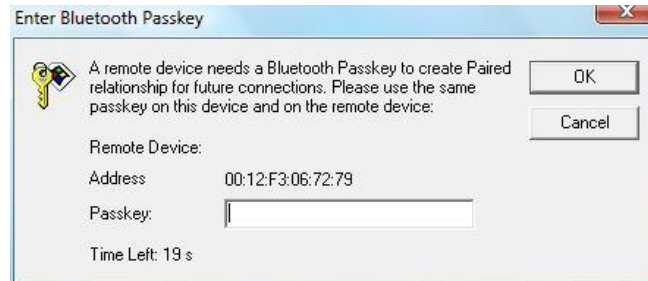 Enter Bluetooth Passkey
A remote device needs a Bluetooth Passkey to create Paired
relationship for future connections. Please use the same
passkey on this device and on the remote device:
OK
Cancel
Remote Device:
Address 00:12:F3:06:72:79
Passkey:
Time Left: 19 s